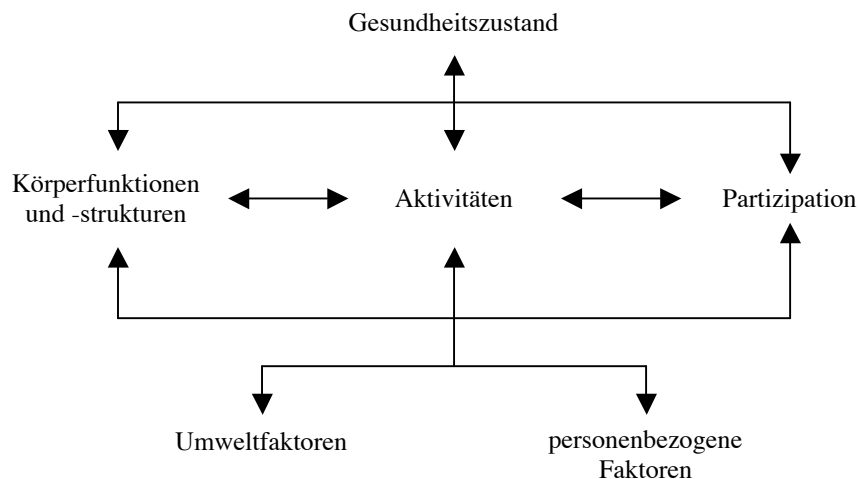 Gesundheitszustand
Körperfunktionen
und -strukturen
Aktivitäten
Partizipation
Umweltfaktoren
personenbezogene
Faktoren